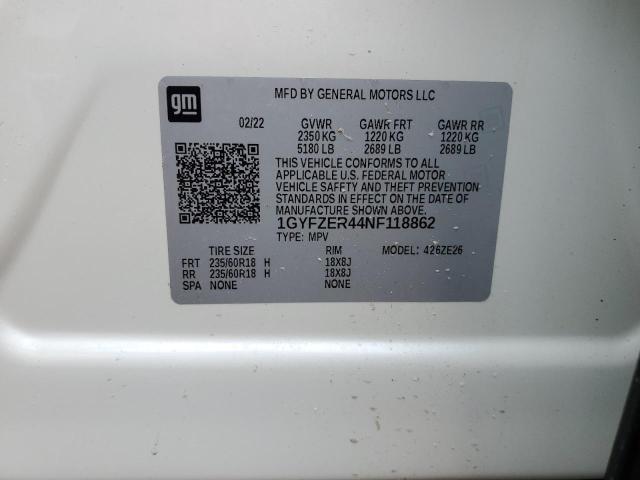 gm
MFD BY GENERAL MOTORS LLC
02/22 GVWR GAWR FRT GAWR RR
2350 KG 1220 KG 1220 KG
5180 LB 2689 LB 2689 LB
THIS VEHICLE CONFORMS TO ALL
APPLICABLE U.S. FEDERAL MOTOR
VEHICLE SAFETY AND THEFT PREVENTION
STANDARDS IN EFFECT ON THE DATE OF
MANUFACTURE SHOWN ABOVE.
1GYFZER44NF118862
TYPE: MPV MODEL: 426ZE26
TIRE SIZE RIM
FRT 235/60R18 H 18X8J
RR 235/60R18 H 18X8J
SPA NONE NONE